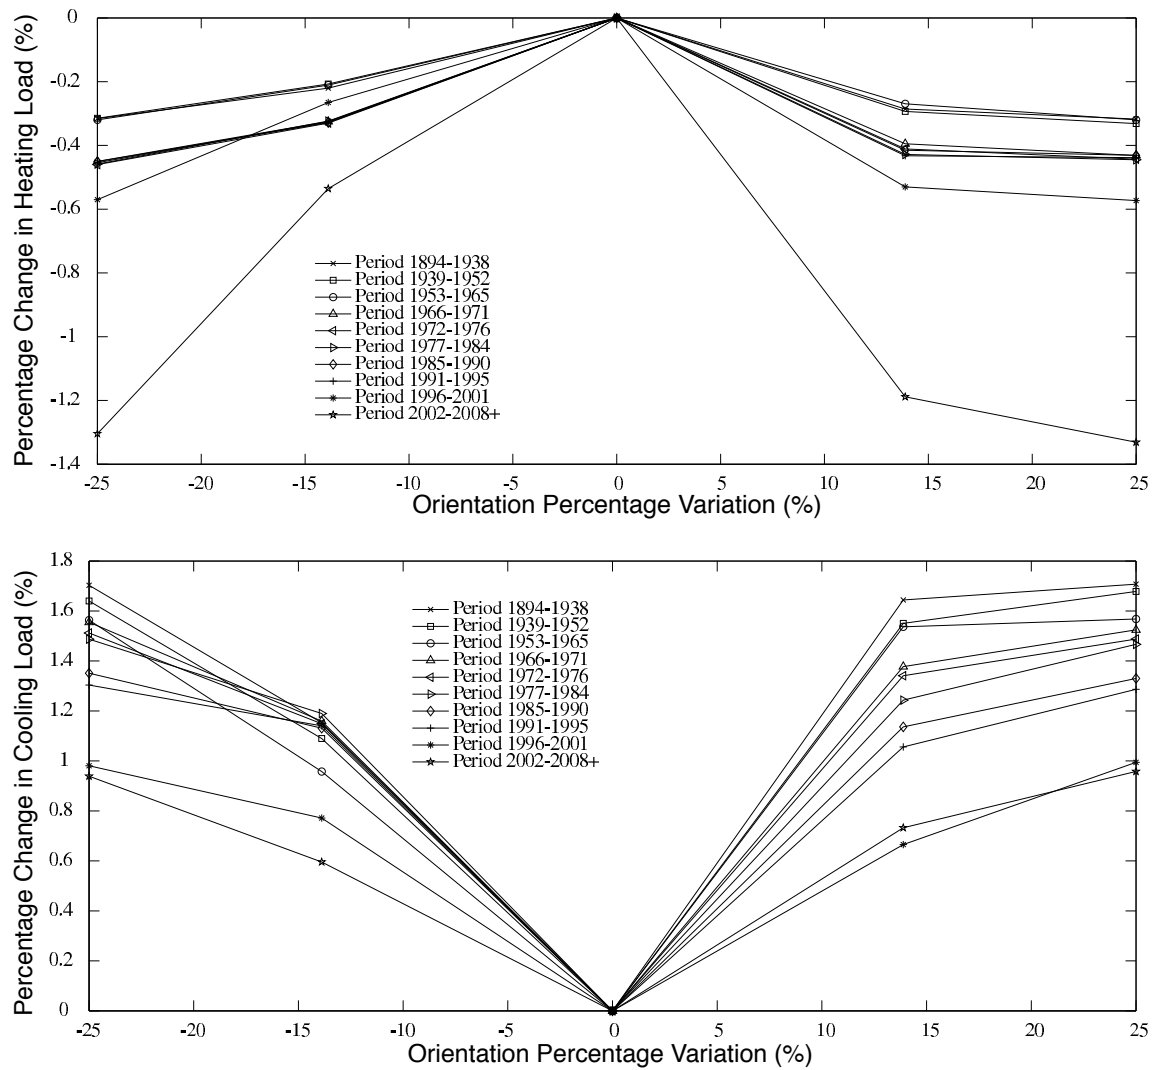 Percentage Change in Heating Load (%)
0
-0.2
-0.4
-0.6
-0.8
-1
-1.2
-1.4
Period 1894-1938
Period 1939-1952
Period 1953-1965
Period 1966-1971
Period 1972-1976
Period 1977-1984
Period 1985-1990
Period 1991-1995
Period 1996-2001
Period 2002-2008+
-25 -20 -15 -10 -5 0 5 10 15 20 25
Orientation Percentage Variation (%)
Percentage Change in Cooling Load (%)
1.8
1.6
1.4
1.2
1
0.8
0.6
0.4
0.2
0
Period 1894-1938
Period 1939-1952
Period 1953-1965
Period 1966-1971
Period 1972-1976
Period 1977-1984
Period 1985-1990
Period 1991-1995
Period 1996-2001
Period 2002-2008+
-25 -20 -15 -10 -5 0 5 10 15 20 25
Orientation Percentage Variation (%)